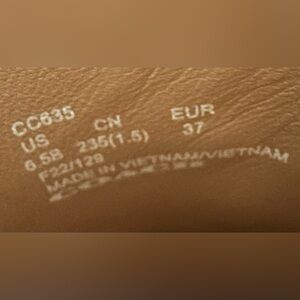 CC635
US CN EUR
6.5B 235(1.5) 37
F22/129
MADE IN VIETNAM/VIETNAM